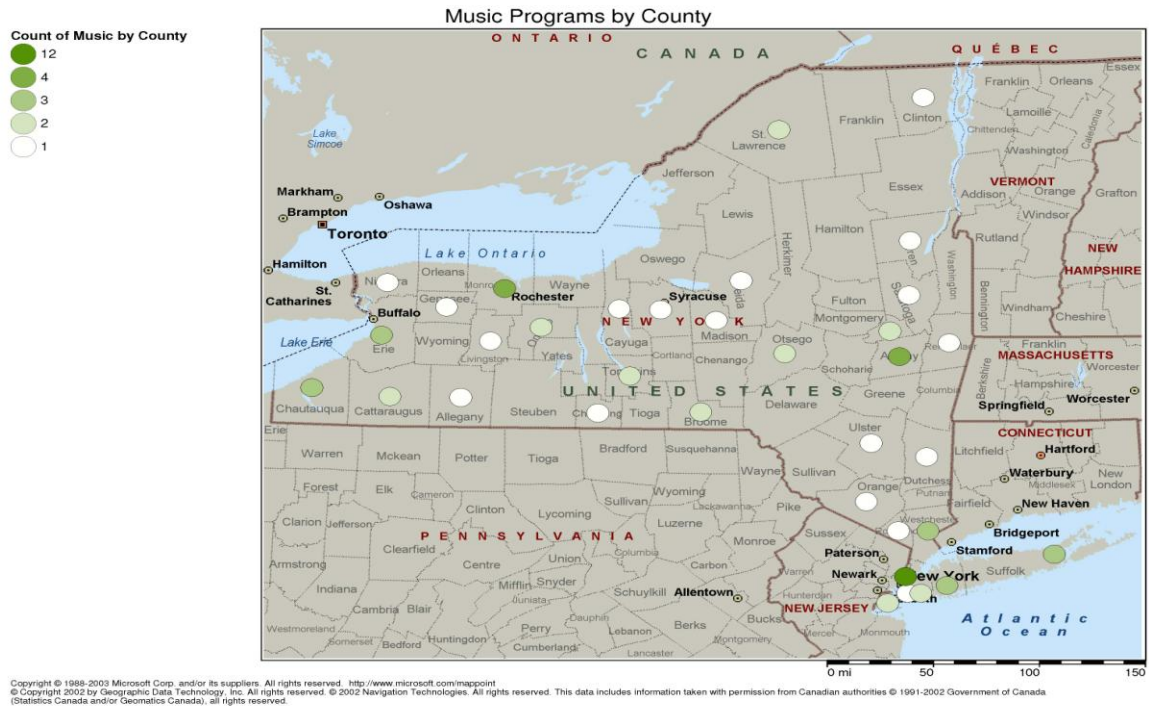 Music Programs by County
Count of Music by County
12
4
3
2
1
ONTARIO
CANADA
QUÉBEC
Essex
Franklin
Orleans
Franklin
Clinton
Lamoille
Caledonia
Lake
Simcoe
St.
Lawrence
Chittenden
Washington
Jefferson
Essex
VERMONT
Markham
Oshawa
Addison
Orange
Grafton
Brampton
Lewis
Windsor
Toronto
Hamilton
Herkimer
Rutland
Lake Ontario
Washington
NEW
HAMPSHIRE
Hamilton
Oswego
Orleans
Wayne
St.
Catharines
Rochester
Syracuse
Fulton
Bennington
Windham
Buffalo
Montgomery
Cheshire
NEW YORK
Madison
Lake Erie
Erie
Wyoming
Livingston
Yates
Cayuga
Cortland
Chenango
Otsego
Schoharie
Franklin
MASSACHUSETTS
Worcester
Berkshire
Hampshire
UNITED STATES
Greene
Columbia
Chautauqua
Cattaraugus
Allegany
Steuben
Tioga
Broome
Delaware
Springfield
Worcester
Erie
Warren
Mckean
Potter
Tioga
Bradford
Susquehanna
Wayne
Ulster
Sullivan
Dutchess
Putnam
Orange
CONNECTICUT
Litchfield
Hartford
Waterbury
Middlesex
New
London
Forest
Elk
Cameron
Clinton
Lycoming
Sullivan
Wyoming
Lackawanna
Pike
Fairfield
New Haven
Clarion
Jefferson
Luzerne
Monroe
Sussex
Westchester
Bridgeport
Stamford
PENNSYLVANIA
Clearfield
Centre
Union
Columbia
Carbon
Paterson
Armstrong
Warren
Newark
New York
Suffolk
Indiana
Mifflin
Snyder
Juniata
Schuylkill
Allentown
Hunterdon
Cambria
Blair
Dauphin
Bucks
NEW JERSEY
Atlantic
Ocean
Westmoreland
Somerset
Bedford
Huntingdon
Perry
Cumberland
Lebanon
Lancaster
Berks
Montgomery
Mercer
Monmouth
0 mi
50
100
150
Copyright © 1988-2003 Microsoft Corp. and/or its suppliers. All rights reserved. http://www.microsoft.com/mappoint
© Copyright 2002 by Geographic Data Technology, Inc. All rights reserved. © 2002 Navigation Technologies. All rights reserved. This data includes information taken with permission from Canadian authorities © 1991-2002 Government of Canada
(Statistics Canada and/or Geomatics Canada), all rights reserved.